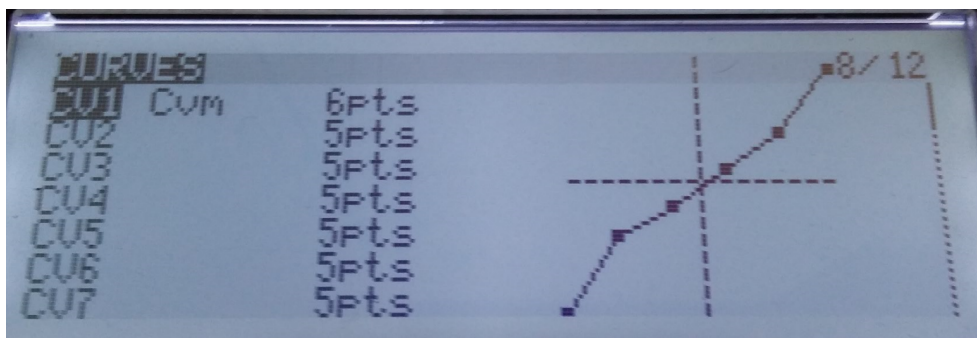 CURVES 8/12
CV1 Cvm 6pts
CV2 5pts
CV3 5pts
CV4 5pts
CV5 5pts
CV6 5pts
CV7 5pts